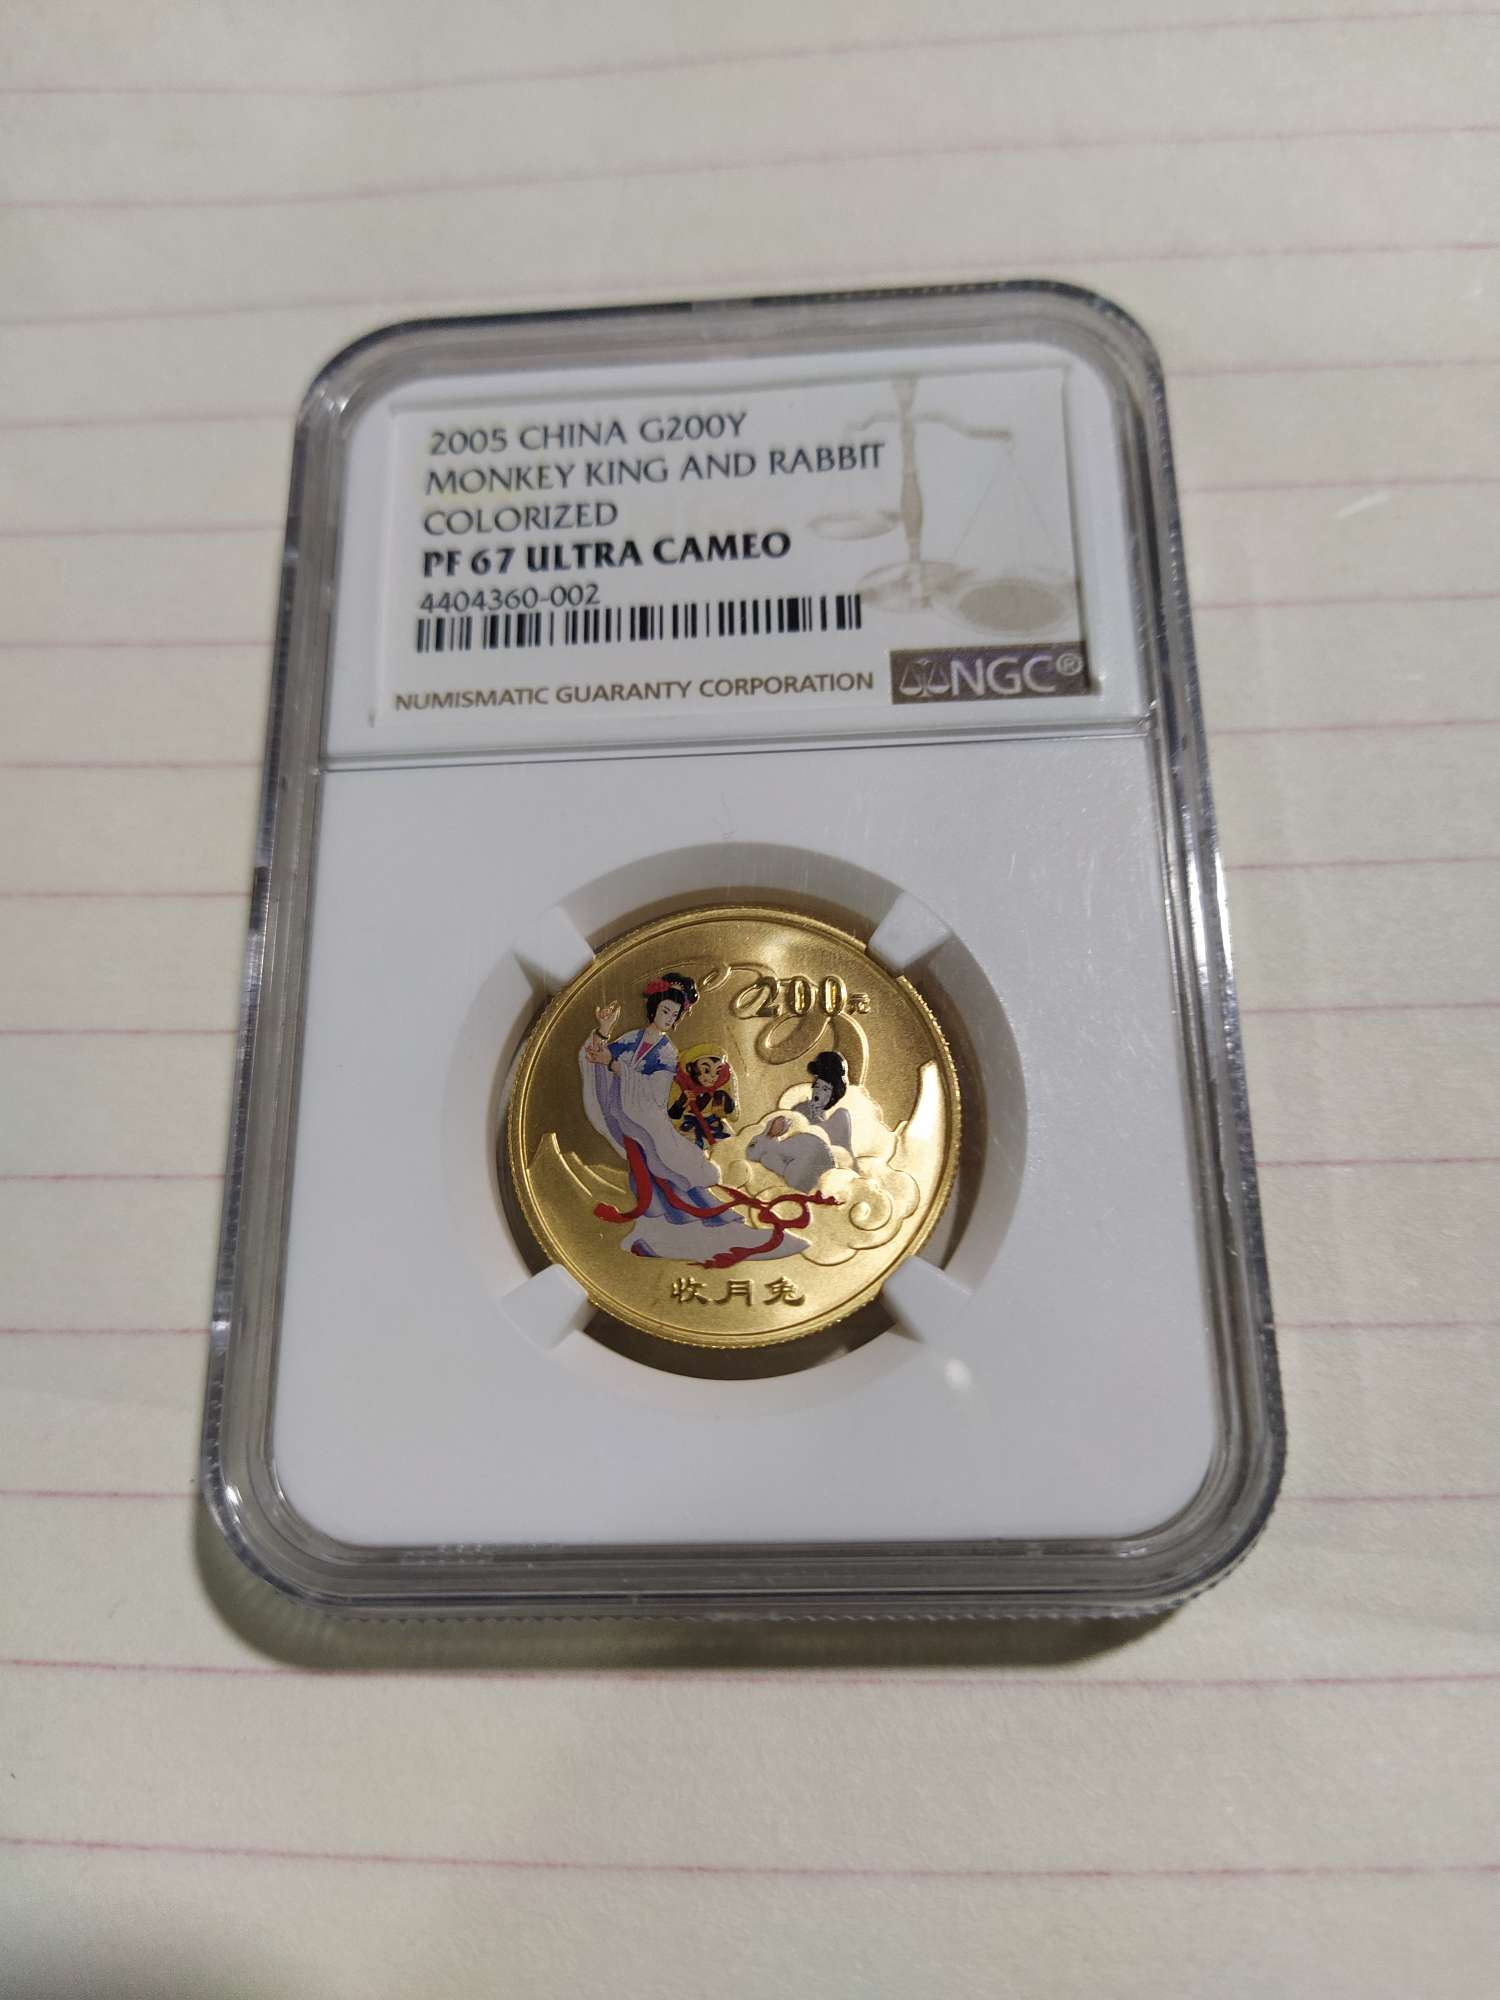 2005 CHINA G200Y
MONKEY KING AND RABBIT
COLORIZED
PF 67 ULTRA CAMEO
4404360-002
NUMISMATIC GUARANTY CORPORATION NGC®
200元
收月兔